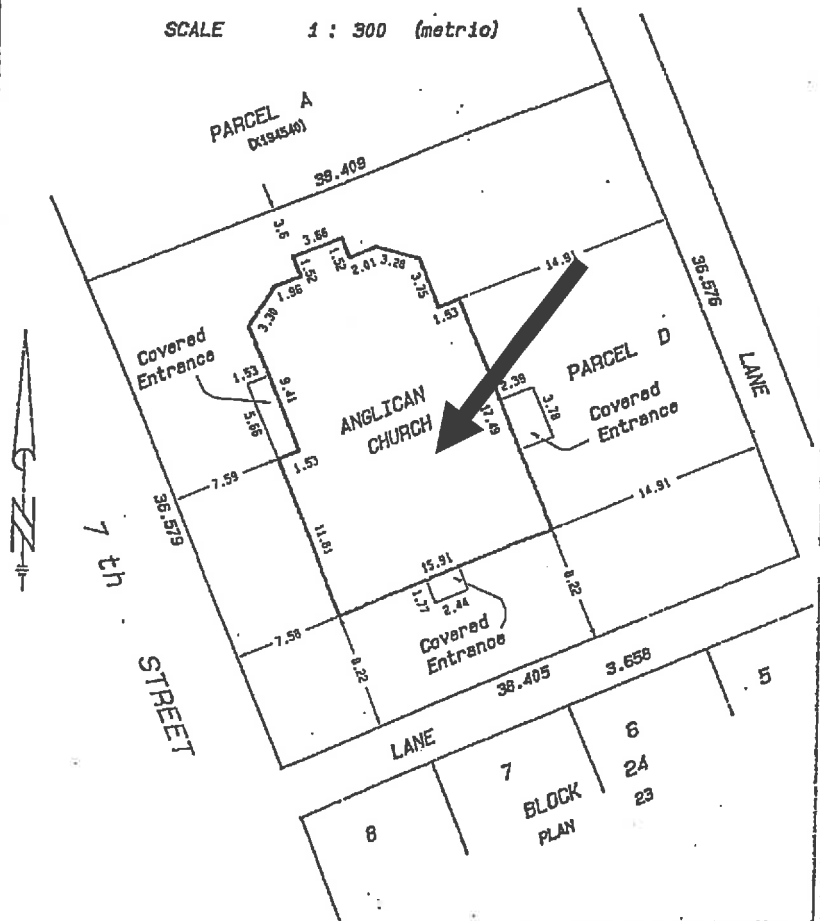 SCALE 1 : 300 (metric)
PARCEL A
D(194540)
38.409
3.6
3.66
1.52
1.52
2.01
3.28
3.75
1.96
3.30
1.53
14.91
36.576
LANE
Covered
Entrance
1.53
9.41
5.66
1.53
ANGLICAN
CHURCH
PARCEL D
2.39
3.78
17.49
Covered
Entrance
7.59
36.579
7 th STREET
11.81
14.91
15.91
1.77
2.44
8.22
Covered
Entrance
7.58
8.22
38.405
3.658
LANE
N
5
6
7
8
BLOCK 24
PLAN 23